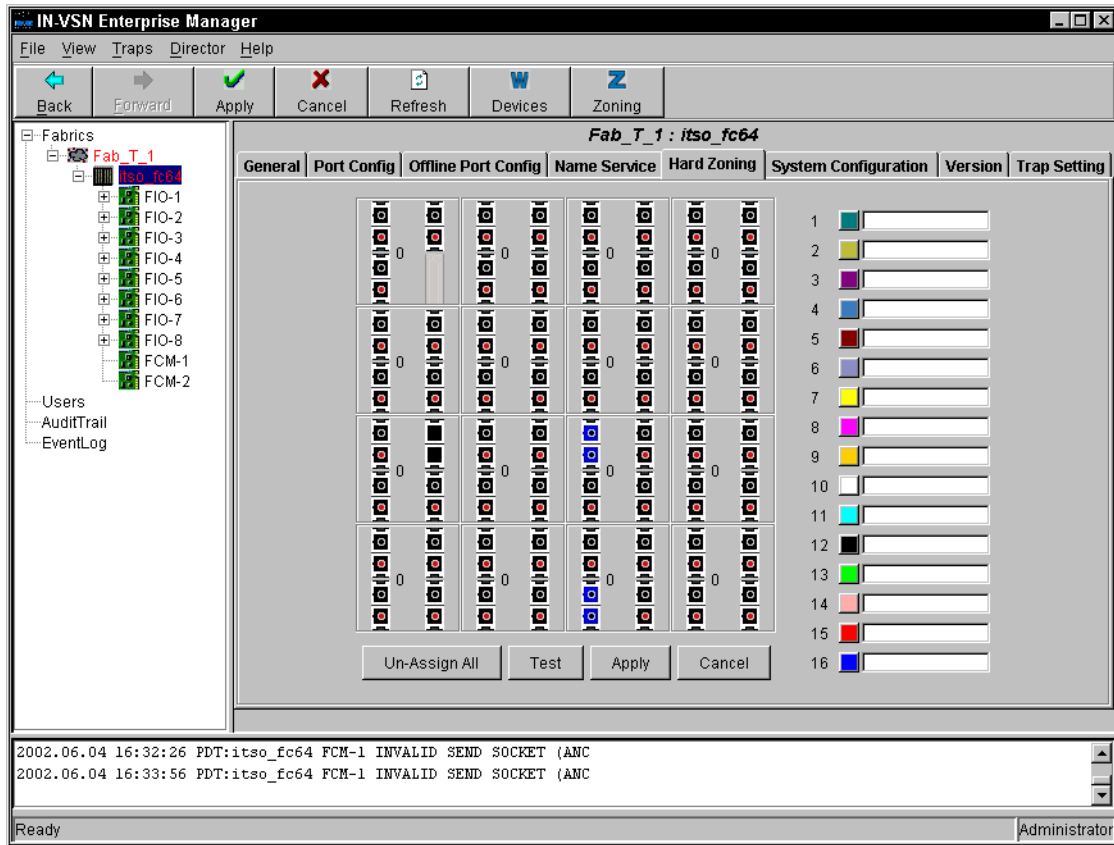 IN-VSN Enterprise Manager
File View Traps Director Help
Back Forward Apply Cancel Refresh Devices Zoning
Fabrics
Fab_T_1
itso_fc64
FIO-1
FIO-2
FIO-3
FIO-4
FIO-5
FIO-6
FIO-7
FIO-8
FCM-1
FCM-2
Users
AuditTrail
EventLog
Fab_T_1 : itso_fc64
General Port Config Offline Port Config Name Service Hard Zoning System Configuration Version Trap Setting
0 0 0 0
0 0 0 0
0 0 0 0
0 0 0 0
1
2
3
4
5
6
7
8
9
10
11
12
13
14
15
16
Un-Assign All Test Apply Cancel
2002.06.04 16:32:26 PDT:itso_fc64 FCM-1 INVALID SEND SOCKET (ANC
2002.06.04 16:33:56 PDT:itso_fc64 FCM-1 INVALID SEND SOCKET (ANC
Ready Administrator